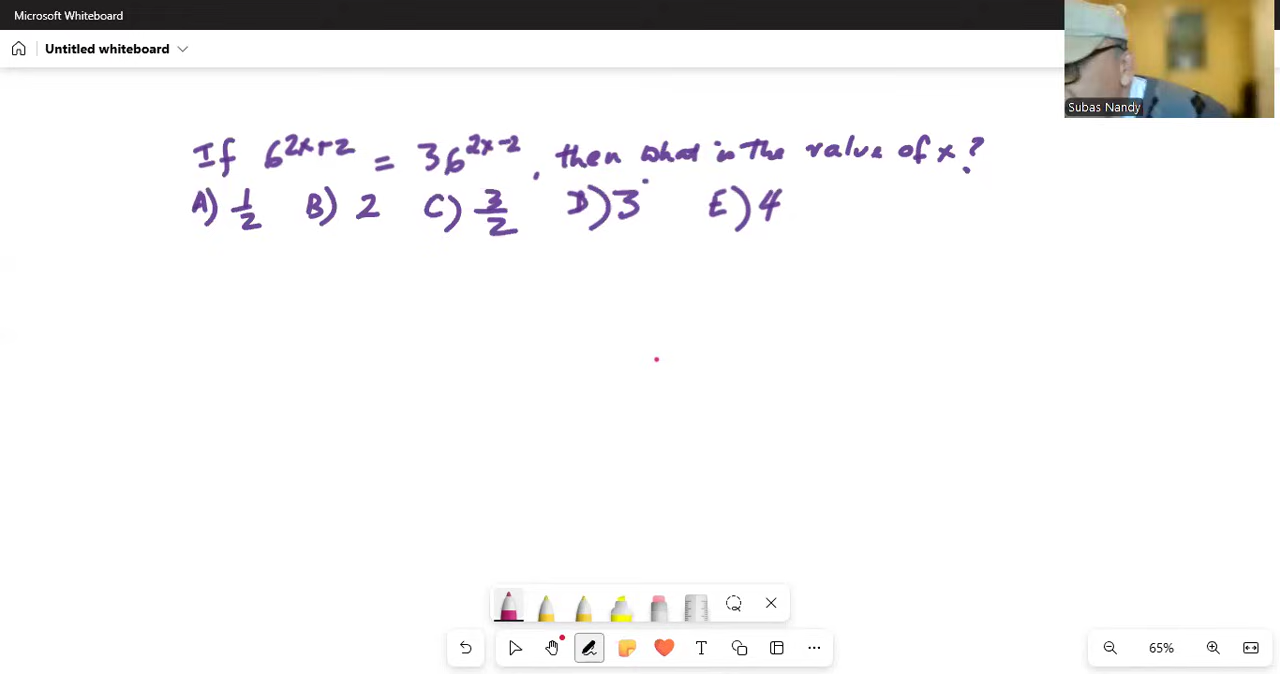 Microsoft Whiteboard
Untitled whiteboard
Subas Nandy
If 6^{2x+2} = 36^{2x-2}, then what is the value of x?
A) 1/2 B) 2 C) 3/2 D) 3 E) 4
T
65%